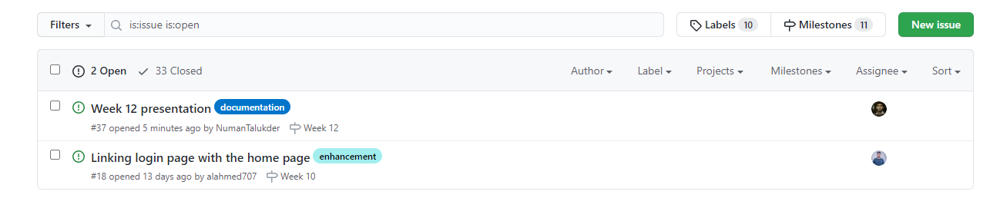 Filters is:issue is:open Labels 10 Milestones 11 New issue
2 Open 33 Closed Author Label Projects Milestones Assignee Sort
Week 12 presentation documentation
#37 opened 5 minutes ago by NumanTalukder Week 12
Linking login page with the home page enhancement
#18 opened 13 days ago by alahmed707 Week 10